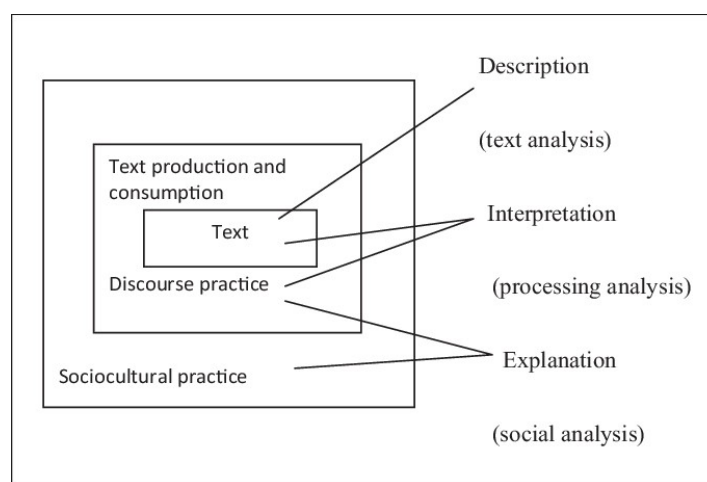 Description
(text analysis)
Text production and
consumption
Text
Interpretation
Discourse practice
(processing analysis)
Explanation
Sociocultural practice
(social analysis)